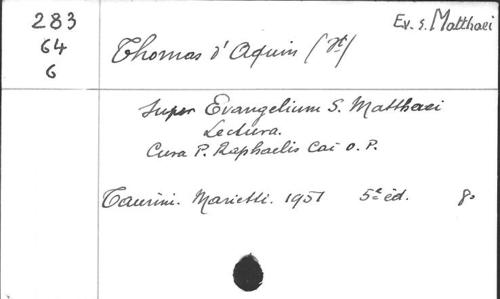 283
64
6
Ev. S. Matthaei
Thomas d'Aquin (St)
Super Evangelium S. Matthaei
Lectura.
Cura P. Raphaelis Cai O. P.
Taurini. Marietti. 1951 5e éd. 8°